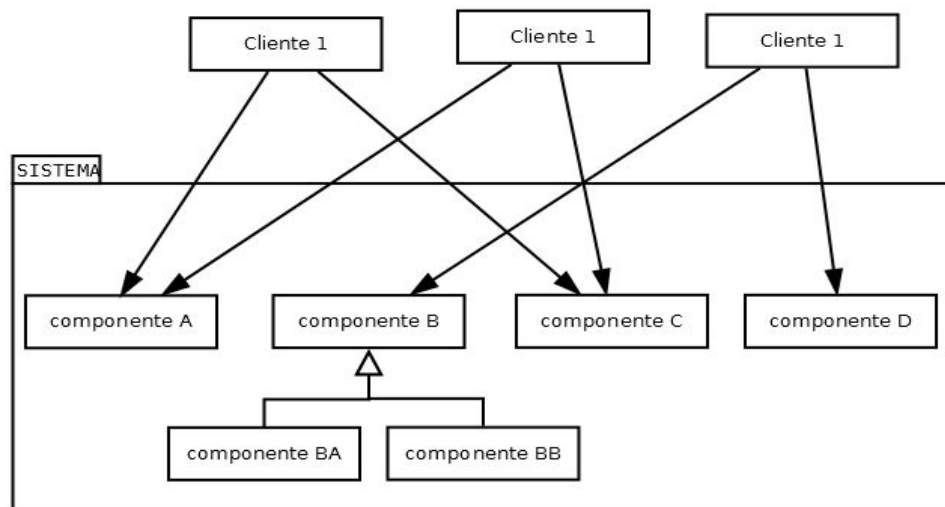 Cliente 1
Cliente 1
Cliente 1
SISTEMA
componente A
componente B
componente C
componente D
componente BA
componente BB